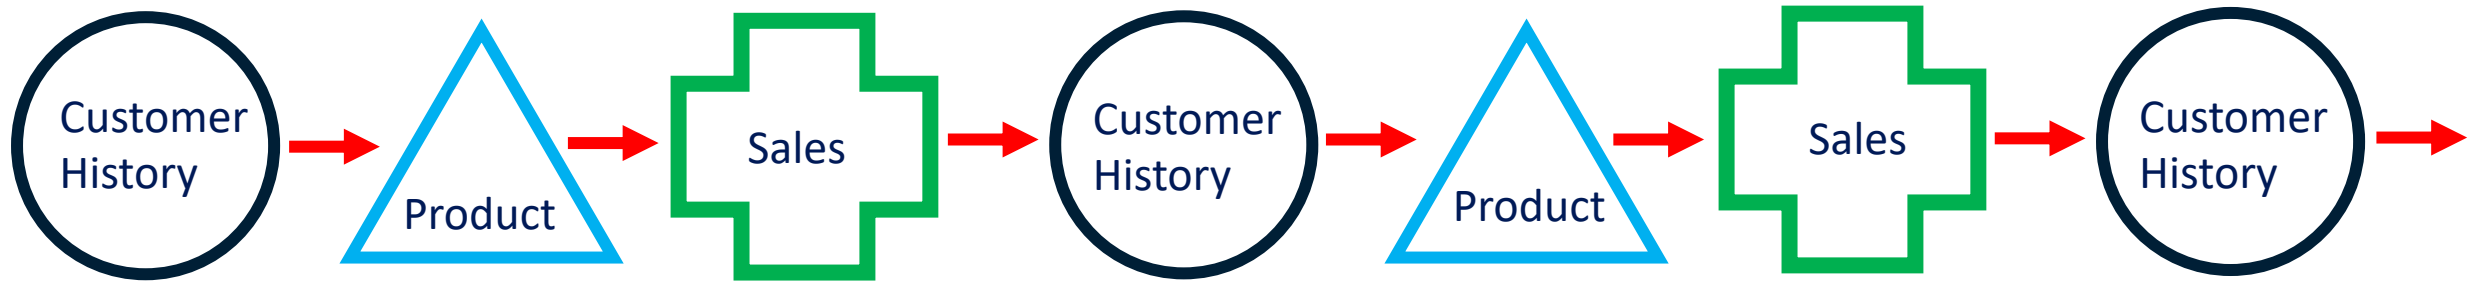 Customer
History
Product
Sales
Customer
History
Product
Sales
Customer
History